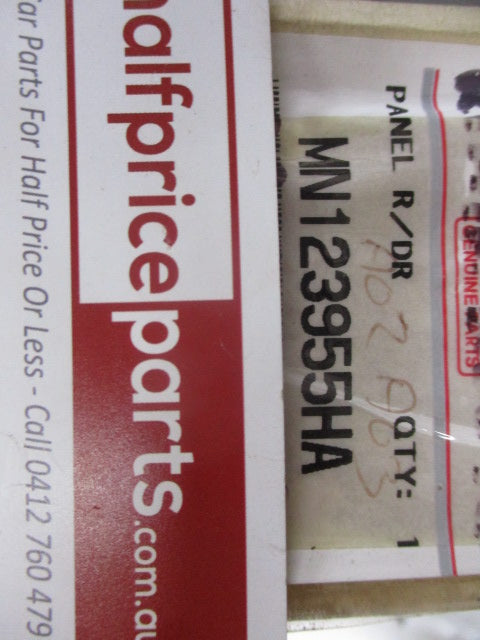 halfpriceparts.com.au
Car Parts For Half Price Or Less - Call 0412 760 479
GENUINE PARTS
PANEL R/DR QTY: 1
MN123955HA